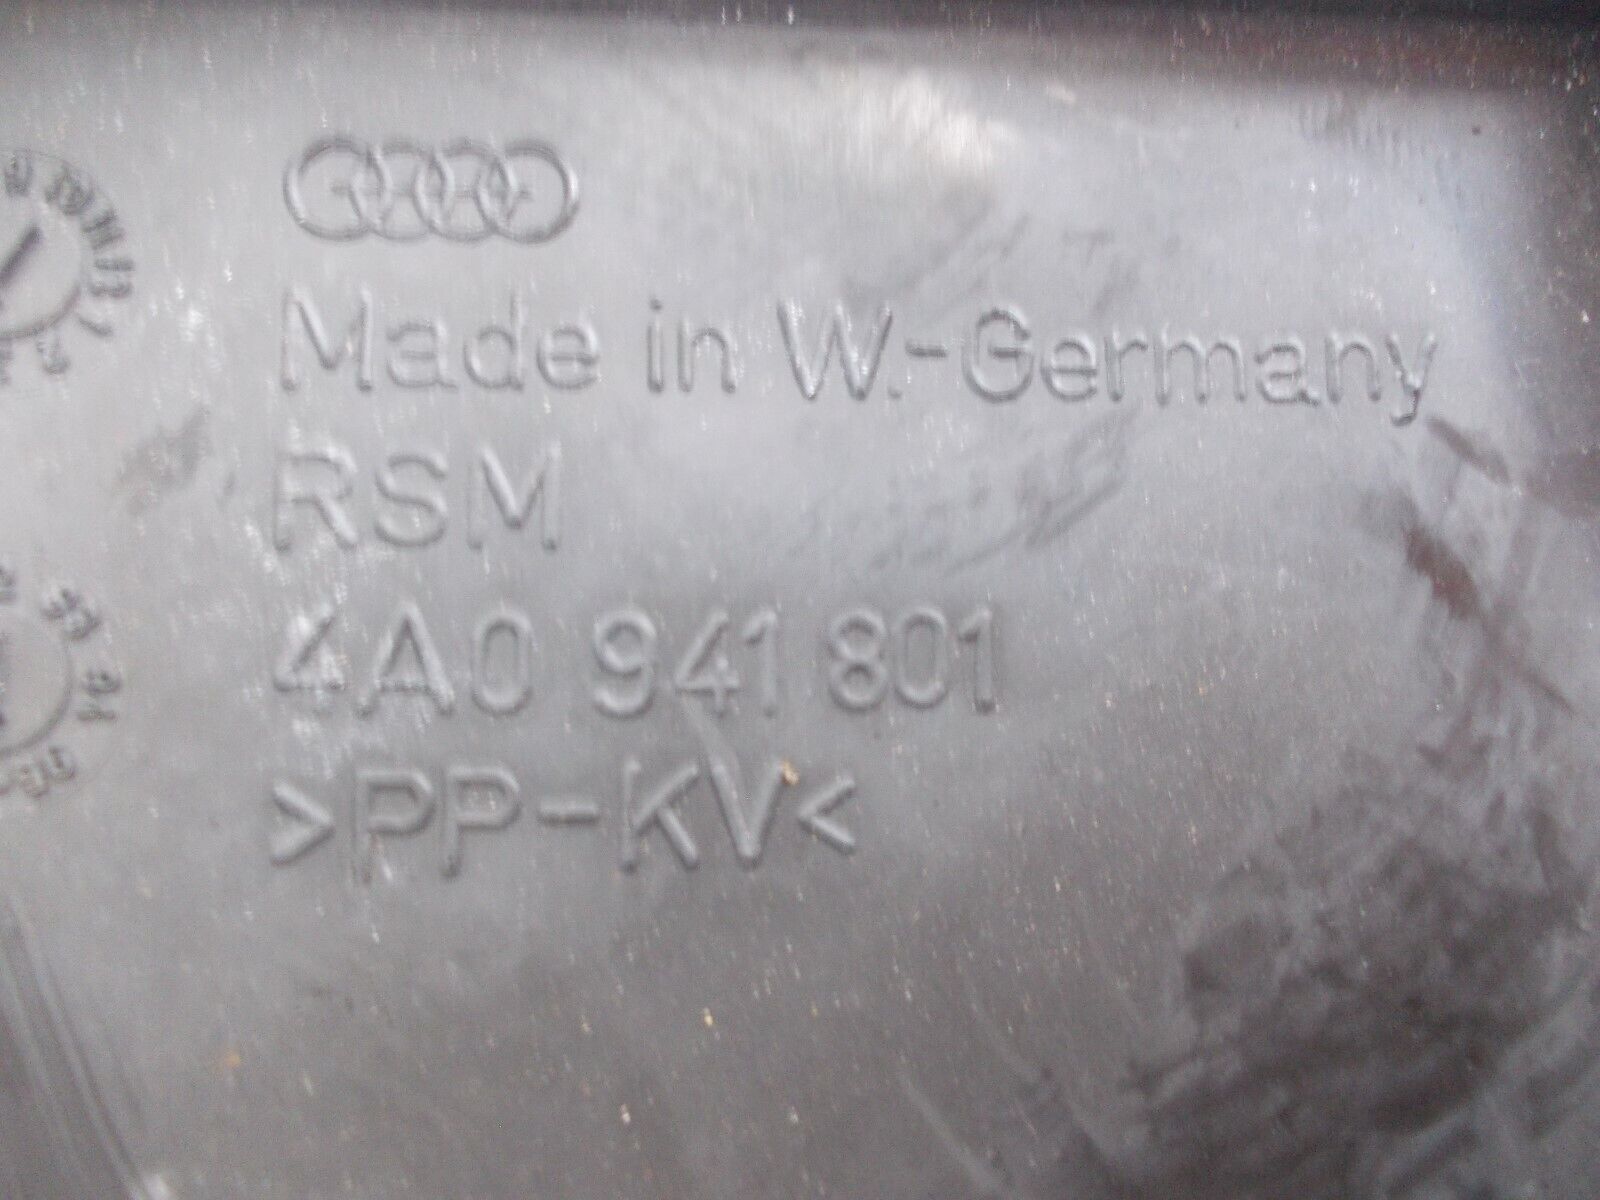 Made in W.-Germany
RSM
4A0 941 801
>PP-KV<